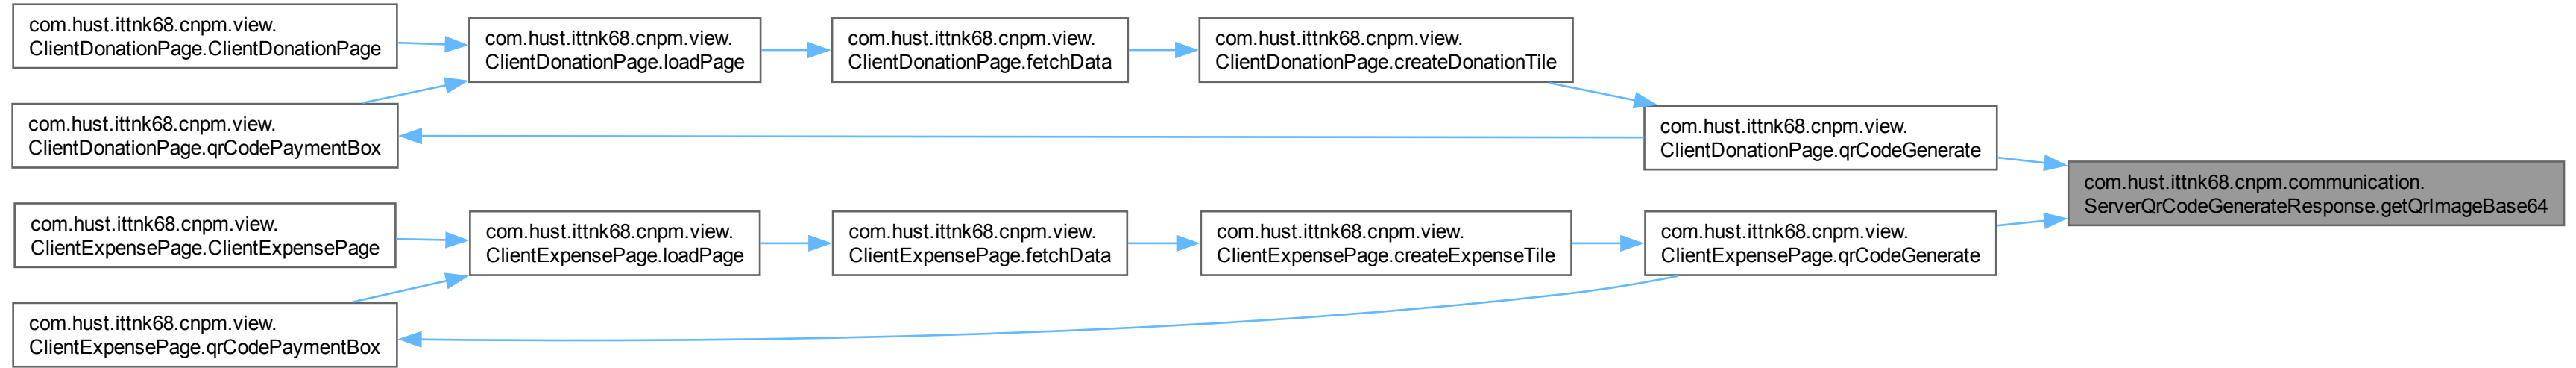 com.hust.ittnk68.cnpm.view.
ClientDonationPage.ClientDonationPage
com.hust.ittnk68.cnpm.view.
ClientDonationPage.loadPage
com.hust.ittnk68.cnpm.view.
ClientDonationPage.fetchData
com.hust.ittnk68.cnpm.view.
ClientDonationPage.createDonationTile
com.hust.ittnk68.cnpm.view.
ClientDonationPage.qrCodePaymentBox
com.hust.ittnk68.cnpm.view.
ClientDonationPage.qrCodeGenerate
com.hust.ittnk68.cnpm.communication.
ServerQrCodeGenerateResponse.getQrImageBase64
com.hust.ittnk68.cnpm.view.
ClientExpensePage.ClientExpensePage
com.hust.ittnk68.cnpm.view.
ClientExpensePage.loadPage
com.hust.ittnk68.cnpm.view.
ClientExpensePage.fetchData
com.hust.ittnk68.cnpm.view.
ClientExpensePage.createExpenseTile
com.hust.ittnk68.cnpm.view.
ClientExpensePage.qrCodeGenerate
com.hust.ittnk68.cnpm.view.
ClientExpensePage.qrCodePaymentBox